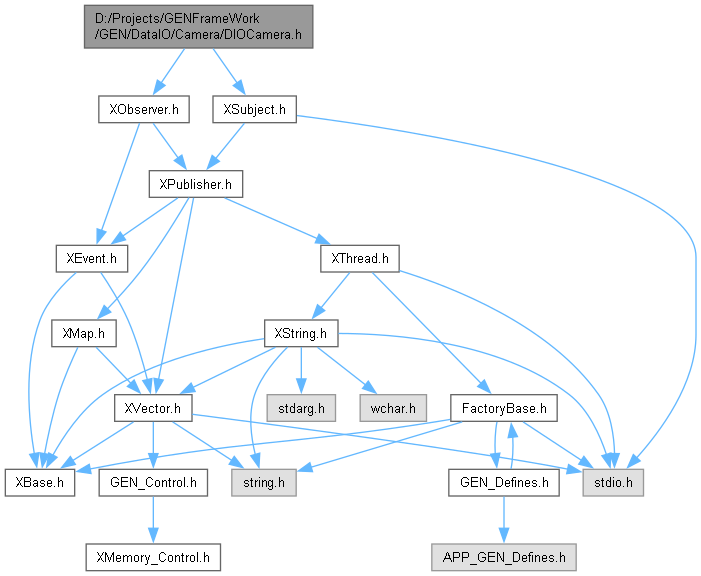 D:/Projects/GENFrameWork
/GEN/DataIO/Camera/DIOCamera.h
XObserver.h
XSubject.h
XPublisher.h
XEvent.h
XThread.h
XMap.h
XString.h
XVector.h
stdarg.h
wchar.h
FactoryBase.h
XBase.h
GEN_Control.h
string.h
GEN_Defines.h
stdio.h
XMemory_Control.h
APP_GEN_Defines.h